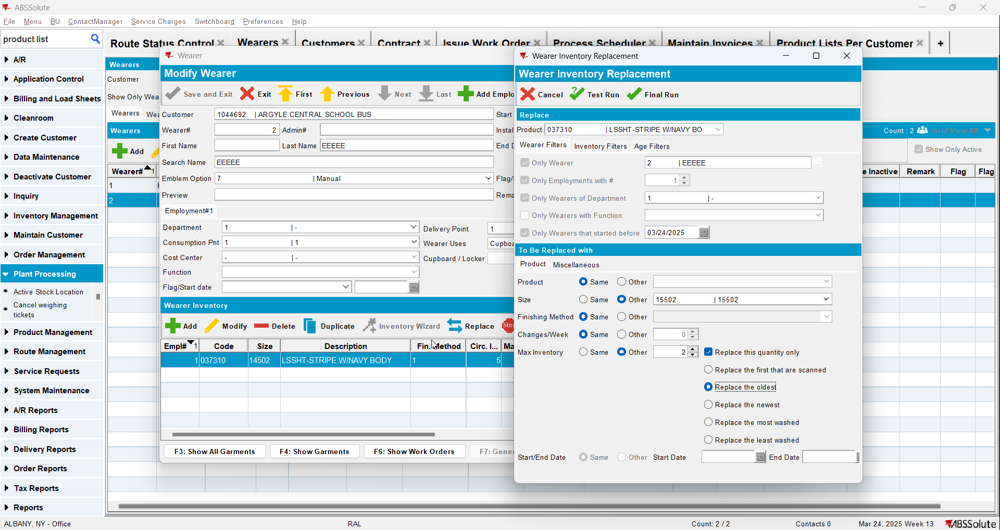 ABSSolute
File Menu BU ContactManager Service Charges Switchboard Preferences Help
product list
Route Status Control Wearers Customers Contract Issue Work Order Process Scheduler Maintain Invoices Product Lists Per Customer +
A/R
Application Control
Billing and Load Sheets
Cleanroom
Create Customer
Data Maintenance
Deactivate Customer
Inquiry
Inventory Management
Maintain Customer
Order Management
Plant Processing
Active Stock Location
Cancel weighing
tickets
Product Management
Route Management
Service Requests
System Maintenance
A/R Reports
Billing Reports
Delivery Reports
Order Reports
Tax Reports
Reports
Wearers
Customer
Show Only Wea
Wearers Wea
Wearers
Add
Wearer# 1
1
2
Count : 2 Grid View All
Show Only Active
e Inactive Remark Flag Flag
Wearer
Modify Wearer
Save and Exit Exit First Previous Next Last Add Emplo
Customer 1044692 | ARGYLE CENTRAL SCHOOL BUS Start
Wearer# 2 Admin# Instal
First Name Last Name EEEEE End D
Search Name EEEEE
Emblem Option 7 | Manual Flag/S
Preview Rema
Employment#1
Department 1 | - Delivery Point 1
Consumption Pnt 1 | 1 Wearer Uses Cupboa
Cost Center - | - Cupboard / Locker
Function
Flag/Start date 16
Wearer Inventory
Add Modify Delete Duplicate Inventory Wizard Replace Stop
Empl# 1 Code Size Description Fin. Method Circ. I... Ma
1 037310 14502 LSSHT-STRIPE W/NAVY BODY 1 5
F3: Show All Garments F4: Show Garments F6: Show Work Orders F7: Gene
Wearer Inventory Replacement
Wearer Inventory Replacement
Cancel Test Run Final Run
Replace
Product 037310 | LSSHT-STRIPE W/NAVY BO
Wearer Filters Inventory Filters Age Filters
Only Wearer 2 | EEEEE ...
Only Employments with # 1
Only Wearers of Department 1 | -
Only Wearers with Function
Only Wearers that started before 03/24/2025 16
To Be Replaced with
Product Miscellaneous
Product Same Other
Size Same Other 15502 | 15502
Finishing Method Same Other
Changes/Week Same Other 0
Max Inventory Same Other 2 Replace this quantity only
Replace the first that are scanned
Replace the oldest
Replace the newest
Replace the most washed
Replace the least washed
Start/End Date Same Other Start Date 16 End Date
ALBANY, NY - Office RAL Count: 2 / 2 Contacts 0 Mar 24, 2025 Week 13 ABSSolute